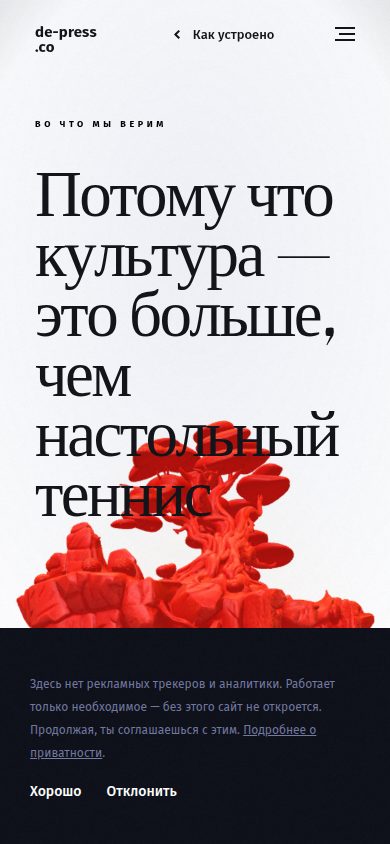 de-press
.co
Как устроено
ВО ЧТО МЫ ВЕРИМ
Потому что
культура —
это больше,
чем
настольный
теннис
Здесь нет рекламных трекеров и аналитики. Работает
только необходимое — без этого сайт не откроется.
Продолжая, ты соглашаешься с этим. Подробнее о
приватности.
Хорошо Отклонить